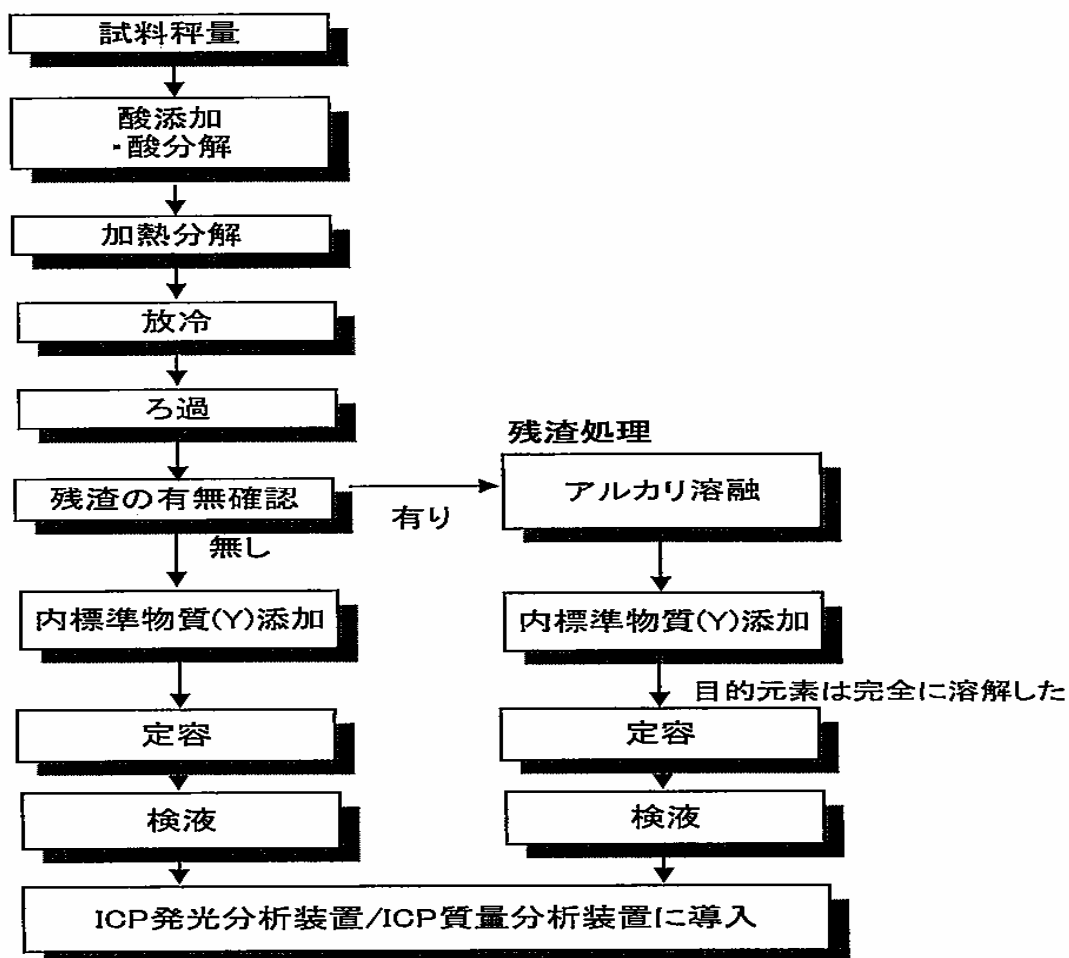 試料秤量
酸添加
・酸分解
加熱分解
放冷
ろ過
残渣の有無確認
有り
無し
残渣処理
アルカリ溶融
内標準物質(Y)添加
定容
検液
内標準物質(Y)添加
目的元素は完全に溶解した
定容
検液
ICP発光分析装置/ICP質量分析装置に導入